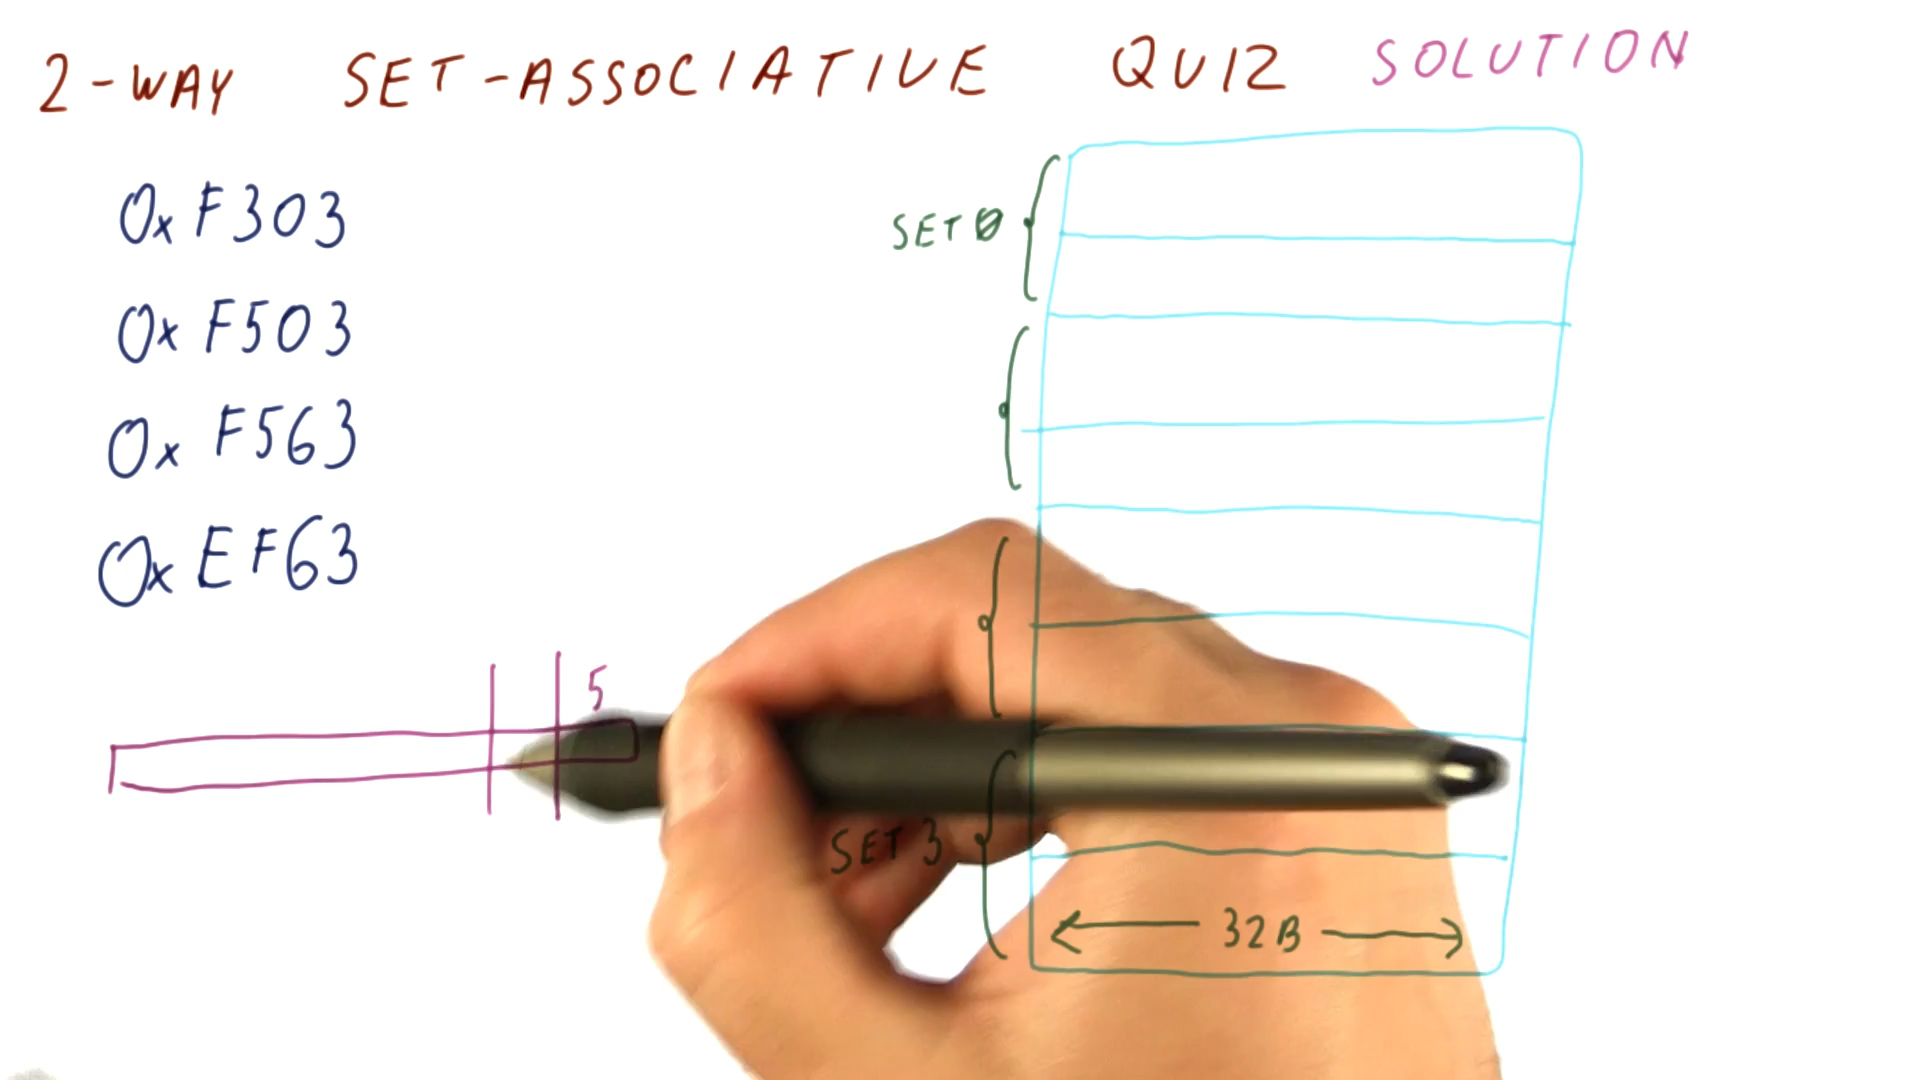 2-WAY SET-ASSOCIATIVE QUIZ SOLUTION
0x F303
0x F503
0x F563
0x EF63
SET 0
5
SET 3
32B